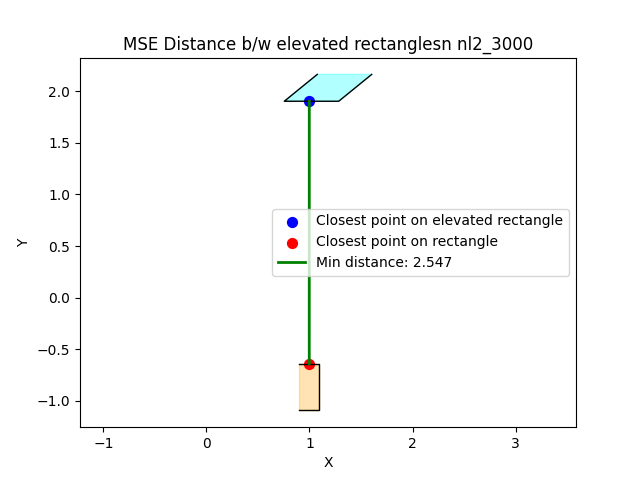 MSE Distance b/w elevated rectanglesn nl2_3000
2.0
1.5
1.0
0.5
0.0
−0.5
−1.0
Y
Closest point on elevated rectangle
Closest point on rectangle
Min distance: 2.547
−1 0 1 2 3
X